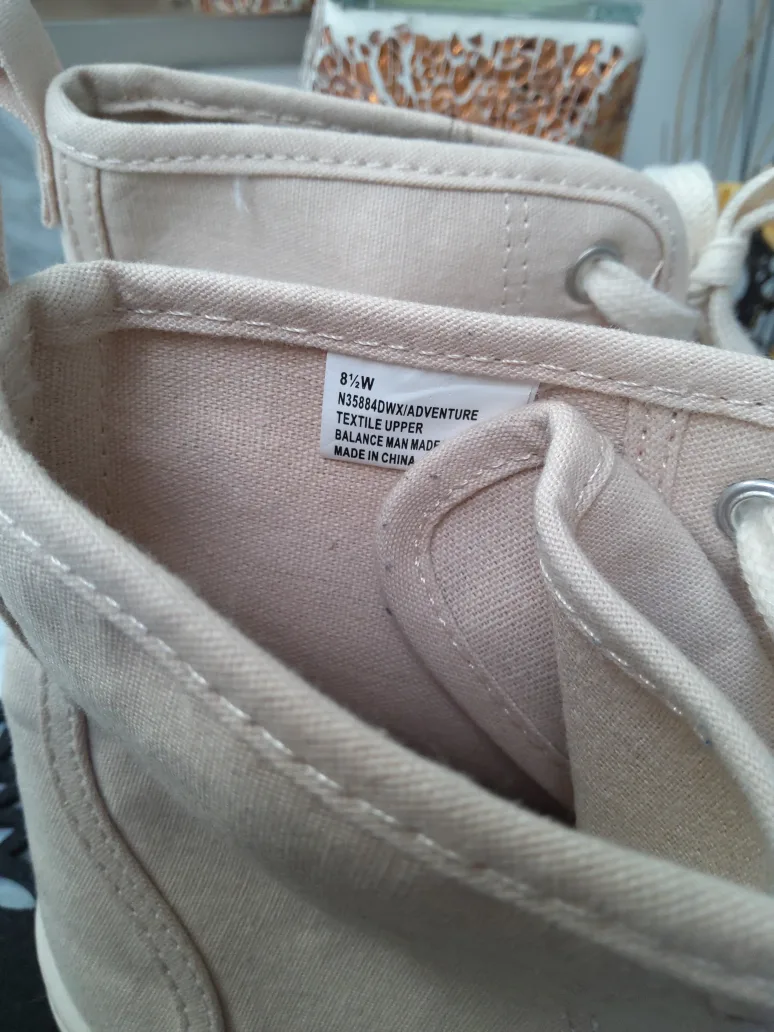 8½W
N35884DWX/ADVENTURE
TEXTILE UPPER
BALANCE MAN MADE
MADE IN CHINA